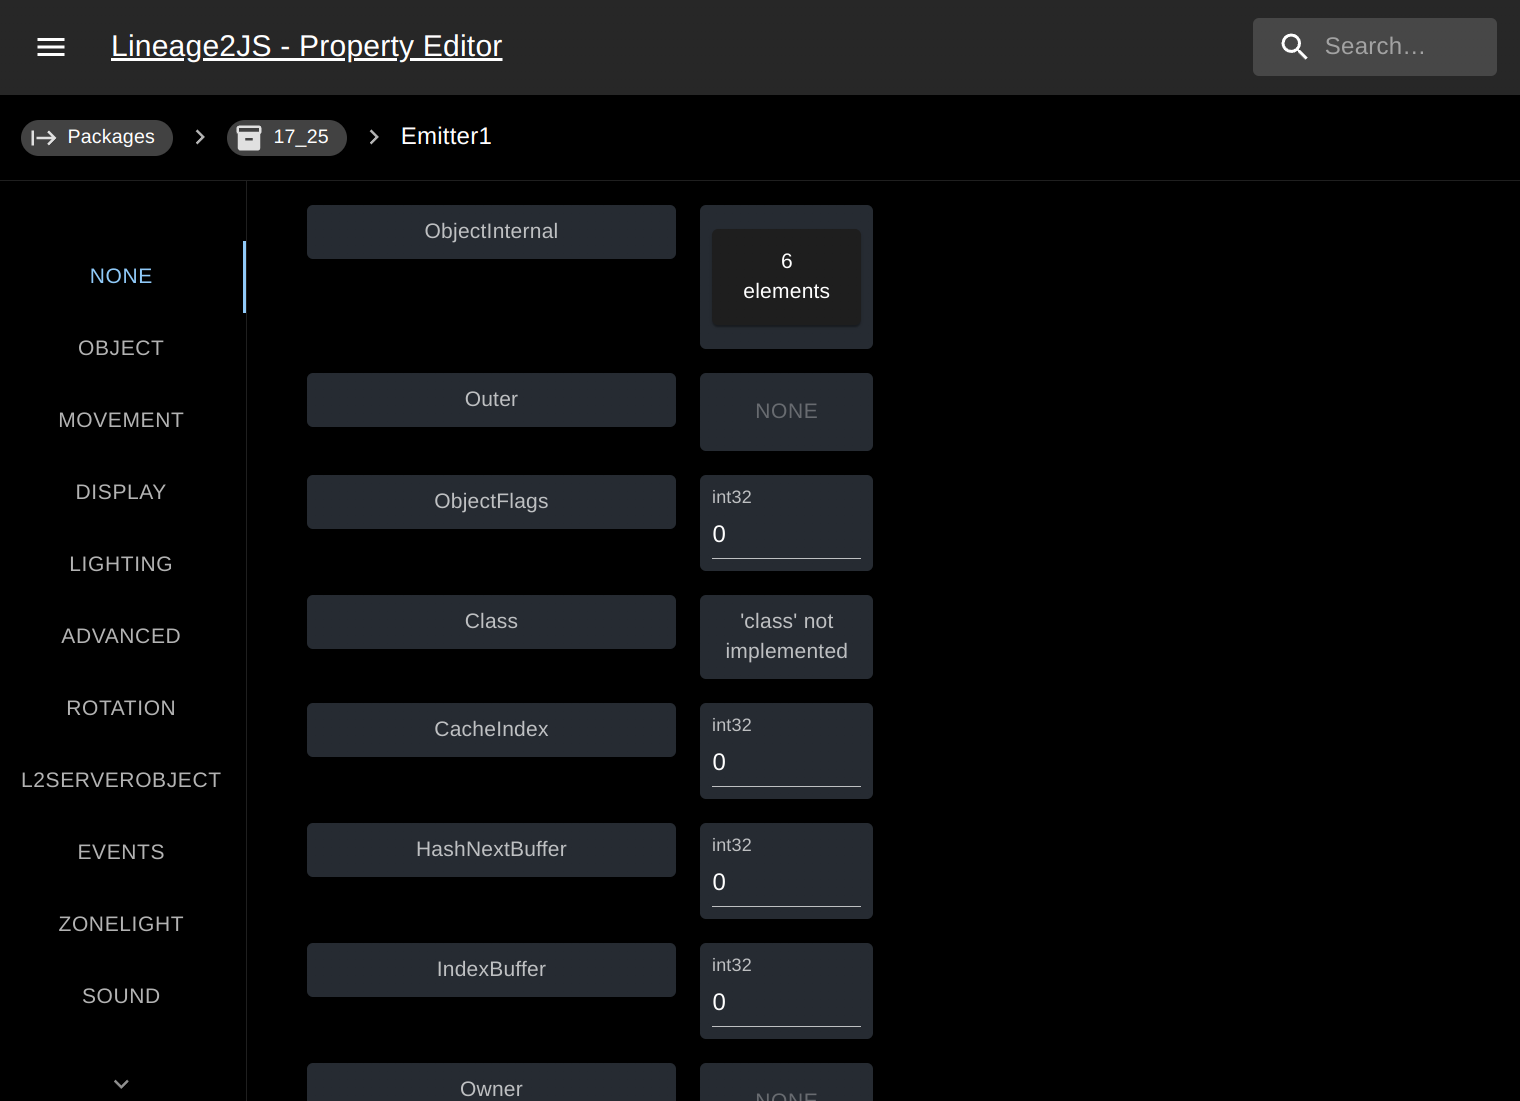 Lineage2JS - Property Editor
Search…
Packages
17_25
Emitter1
NONE
OBJECT
MOVEMENT
DISPLAY
LIGHTING
ADVANCED
ROTATION
L2SERVEROBJECT
EVENTS
ZONELIGHT
SOUND
ObjectInternal
6
elements
Outer
NONE
ObjectFlags
int32
0
Class
'class' not
implemented
CacheIndex
int32
0
HashNextBuffer
int32
0
IndexBuffer
int32
0
Owner
NONE